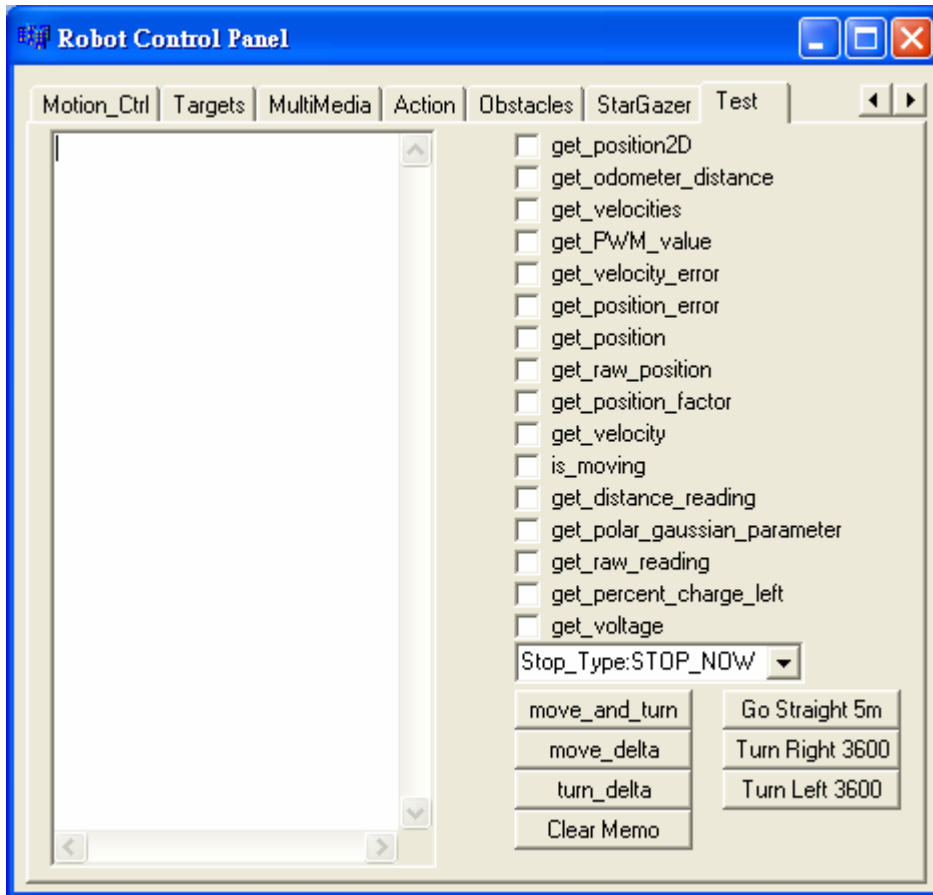 Robot Control Panel
Motion_Ctrl Targets MultiMedia Action Obstacles StarGazer Test
get_position2D
get_odometer_distance
get_velocities
get_PWM_value
get_velocity_error
get_position_error
get_position
get_raw_position
get_position_factor
get_velocity
is_moving
get_distance_reading
get_polar_gaussian_parameter
get_raw_reading
get_percent_charge_left
get_voltage
Stop_Type:STOP_NOW
move_and_turn Go Straight 5m
move_delta Turn Right 3600
turn_delta Turn Left 3600
Clear Memo